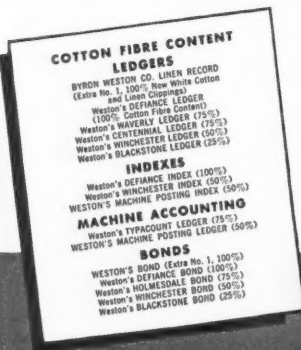 COTTON FIBRE CONTENT
LEDGERS
BYRON WESTON CO. LINEN RECORD
(Extra No. 1, 100% New White Cotton
and Linen Clippings)
Weston's DEFIANCE LEDGER
(100% Cotton Fibre Content)
Weston's WAVERLY LEDGER (75%)
Weston's CENTENNIAL LEDGER (75%)
Weston's WINCHESTER LEDGER (50%)
Weston's BLACKSTONE LEDGER (25%)
INDEXES
Weston's DEFIANCE INDEX (100%)
Weston's WINCHESTER INDEX (50%)
WESTON'S MACHINE POSTING INDEX (50%)
MACHINE ACCOUNTING
Weston's TYPACOUNT LEDGER (75%)
WESTON'S MACHINE POSTING LEDGER (50%)
BONDS
WESTON'S BOND (Extra No. 1, 100%)
Weston's DEFIANCE BOND (100%)
Weston's HOLMESDALE BOND (75%)
Weston's WINCHESTER BOND (50%)
Weston's BLACKSTONE BOND (25%)